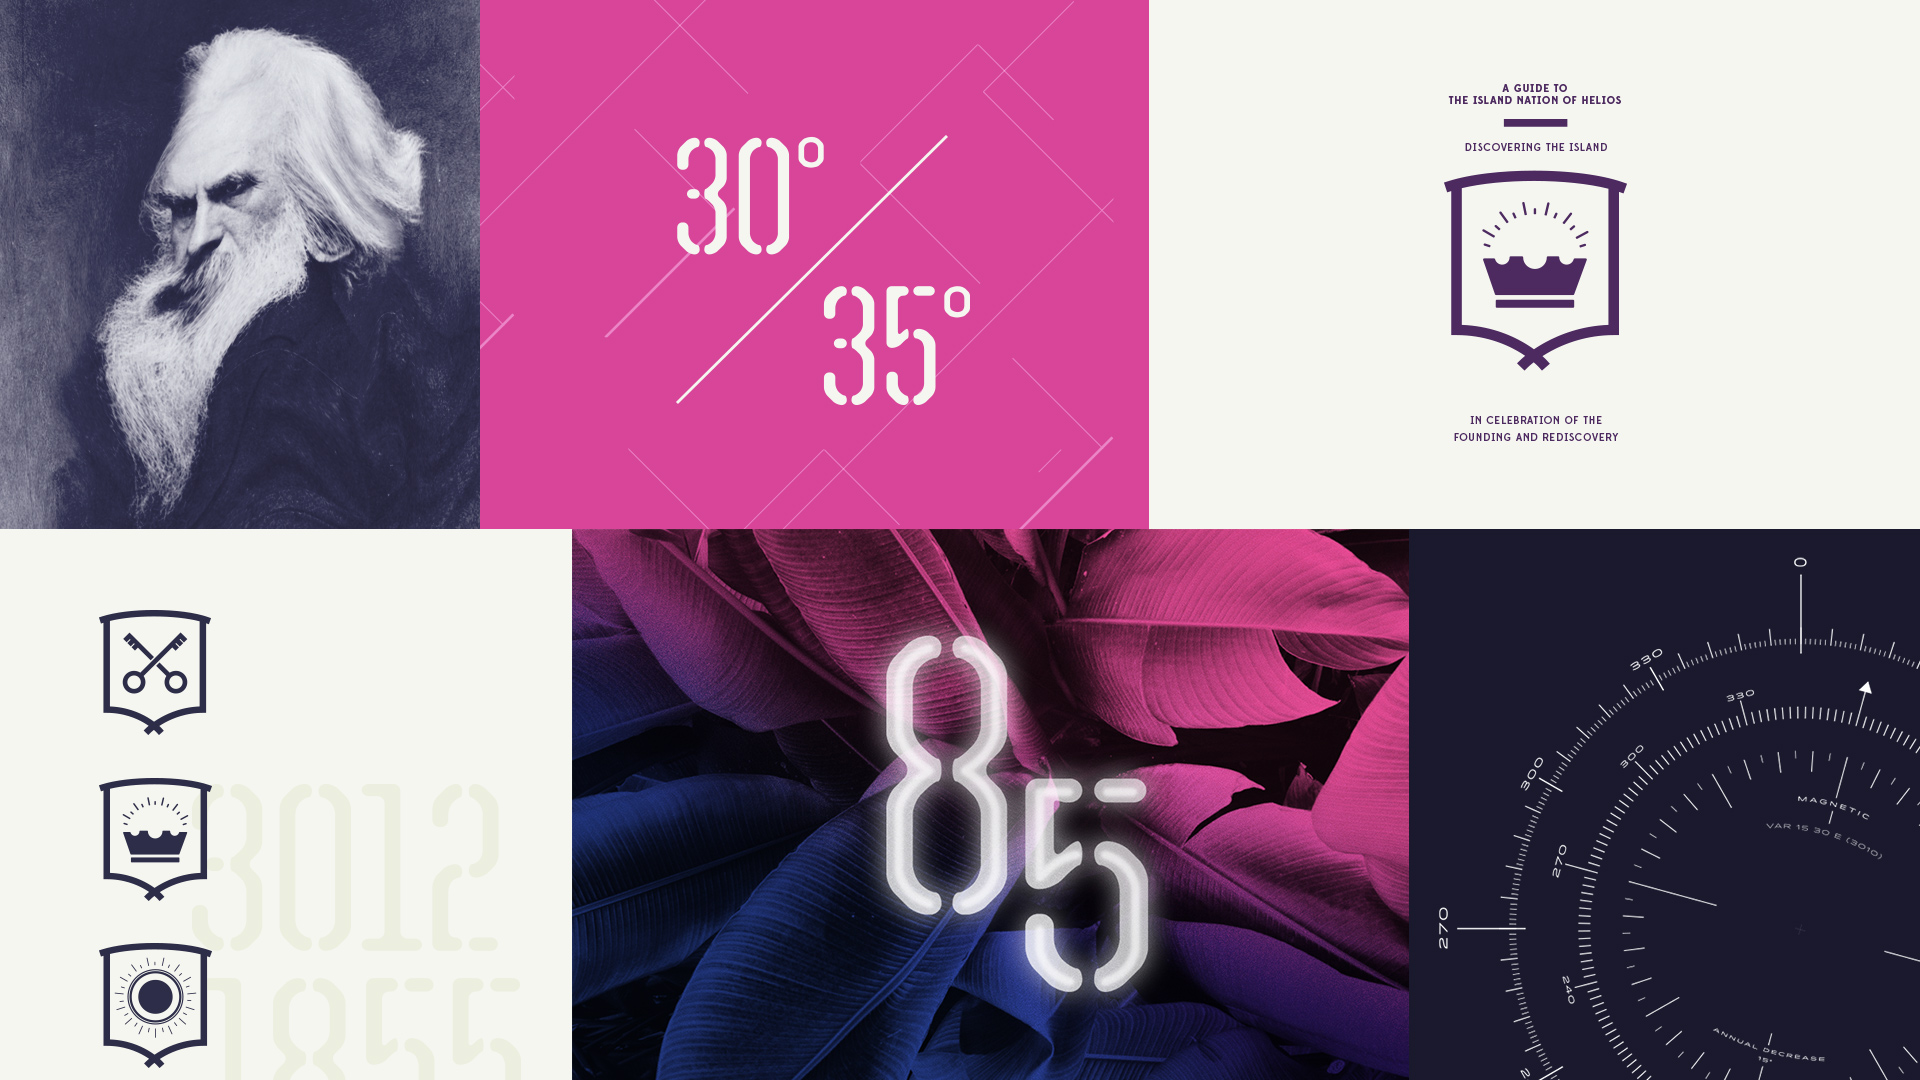 30°
35°
A GUIDE TO
THE ISLAND NATION OF HELIOS
DISCOVERING THE ISLAND
IN CELEBRATION OF THE
FOUNDING AND REDISCOVERY
3012
1855
85
0
330
300
270
330
300
270
240
MAGNETIC
VAR 15 30 E (3010)
ANNUAL DECREASE
15"